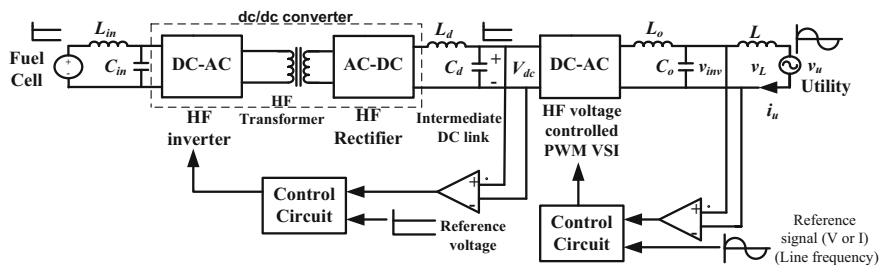 dc/dc converter
Fuel
Cell
+
-
L_in
C_in
DC-AC
HF
inverter
HF
Transformer
AC-DC
HF
Rectifier
L_d
C_d
+
-
V_dc
Intermediate
DC link
DC-AC
HF voltage
controlled
PWM VSI
L_o
C_o
v_inv
L
v_L
v_u
Utility
i_u
Control
Circuit
+
-
Reference
voltage
Control
Circuit
+
-
Reference
signal (V or I)
(Line frequency)